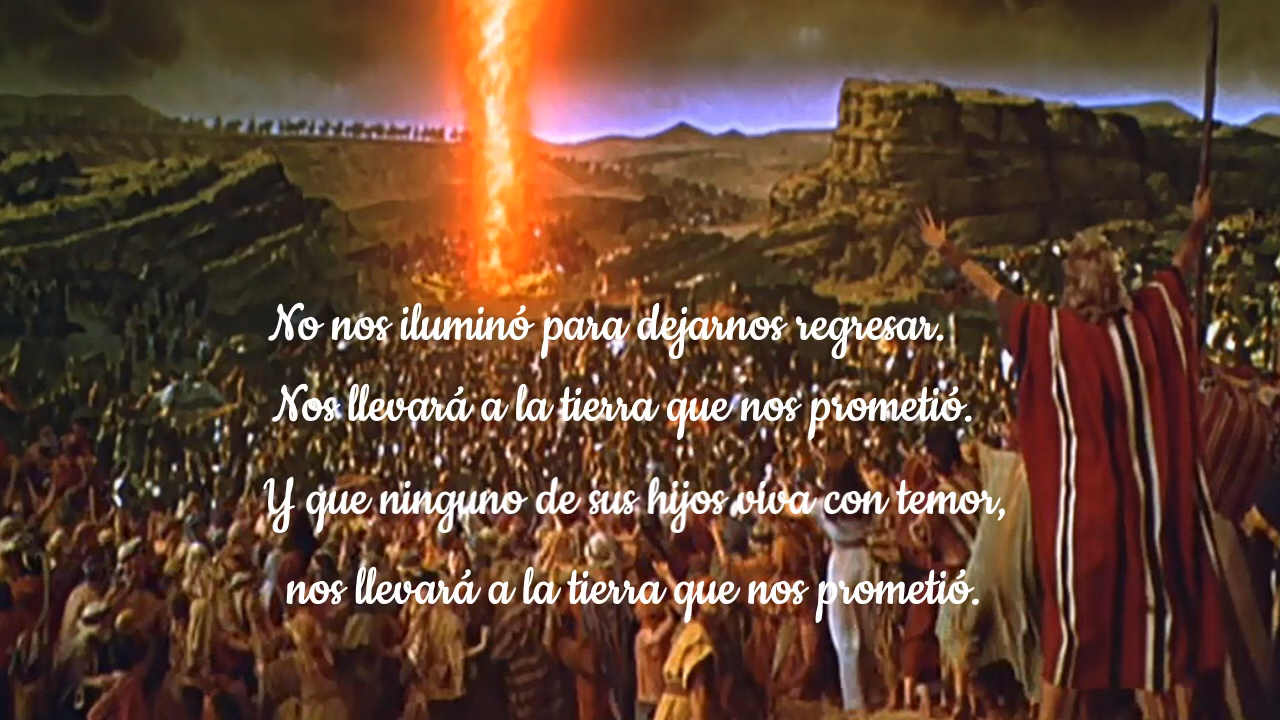 No nos iluminó para dejarnos regresar.
Nos llevará a la tierra que nos prometió.
Y que ninguno de sus hijos viva con temor,
nos llevará a la tierra que nos prometió.